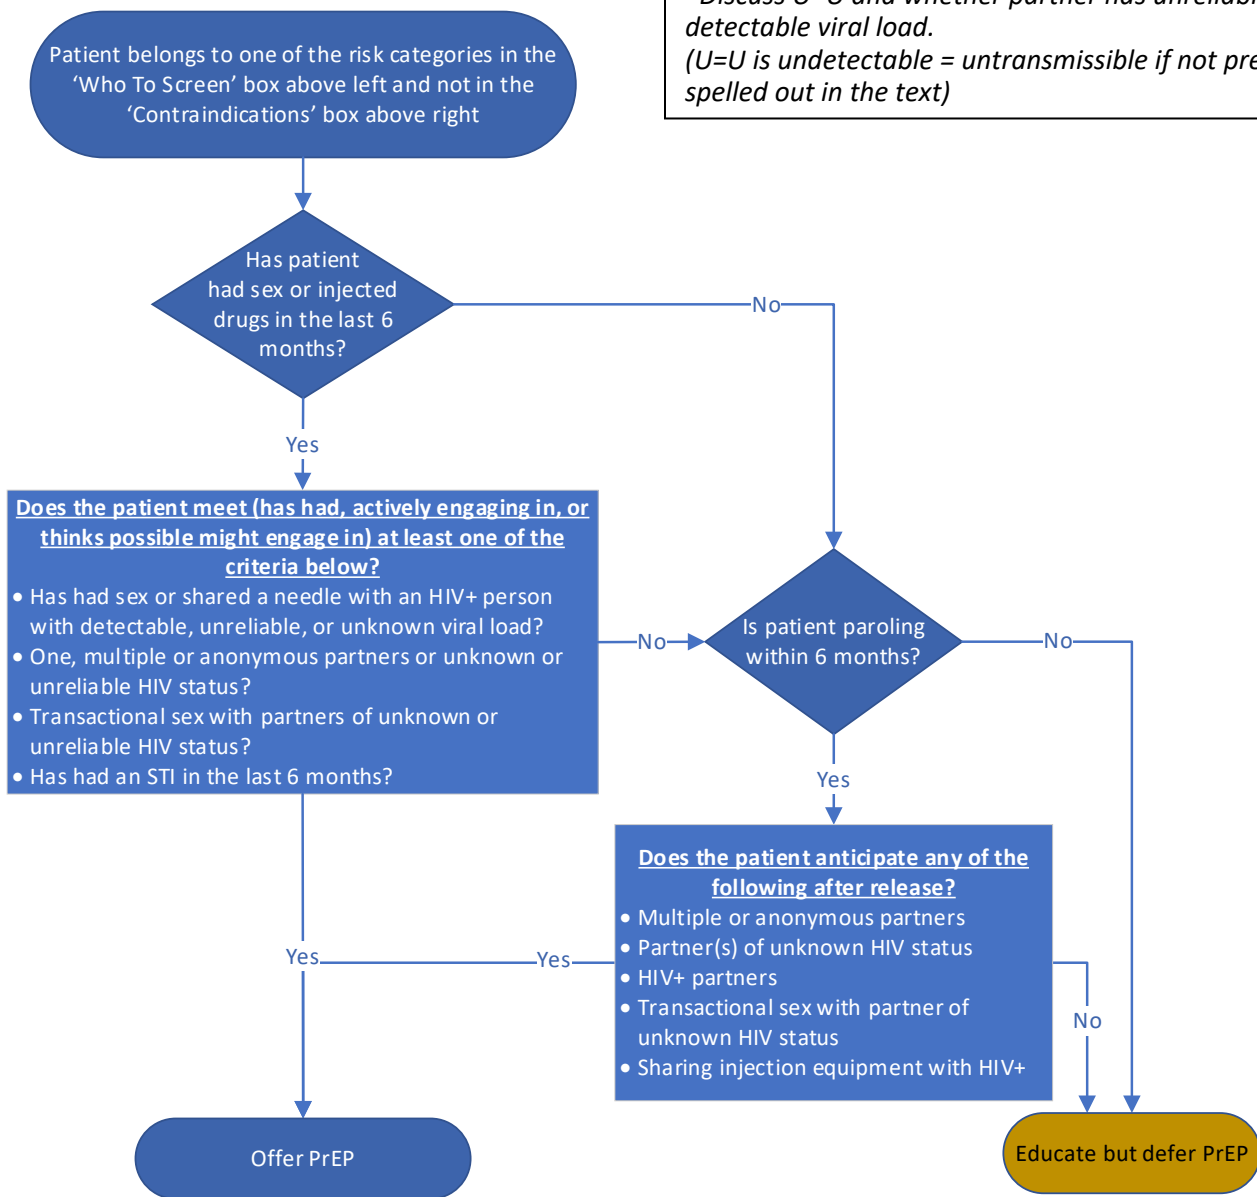 *Discuss U=U and whether partner has
detectable viral load.
(U=U is undetectable = untransmissible if not
spelled out in the text)
Patient belongs to one of the risk categories in the
‘Who To Screen’ box above left and not in the
‘Contraindications’ box above right
Has patient
had sex or injected
drugs in the last 6
months?
No
Yes
Does the patient meet (has had, actively engaging in, or
thinks possible might engage in) at least one of the
criteria below?
• Has had sex or shared a needle with an HIV+ person
with detectable, unreliable, or unknown viral load?
• One, multiple or anonymous partners or unknown or
unreliable HIV status?
• Transactional sex with partners of unknown or
unreliable HIV status?
• Has had an STI in the last 6 months?
No
Is patient paroling
within 6 months?
No
Yes
Does the patient anticipate any of the
following after release?
• Multiple or anonymous partners
• Partner(s) of unknown HIV status
• HIV+ partners
• Transactional sex with partner of
unknown HIV status
• Sharing injection equipment with HIV+
Yes
Yes
No
Offer PrEP
Educate but defer PrEP